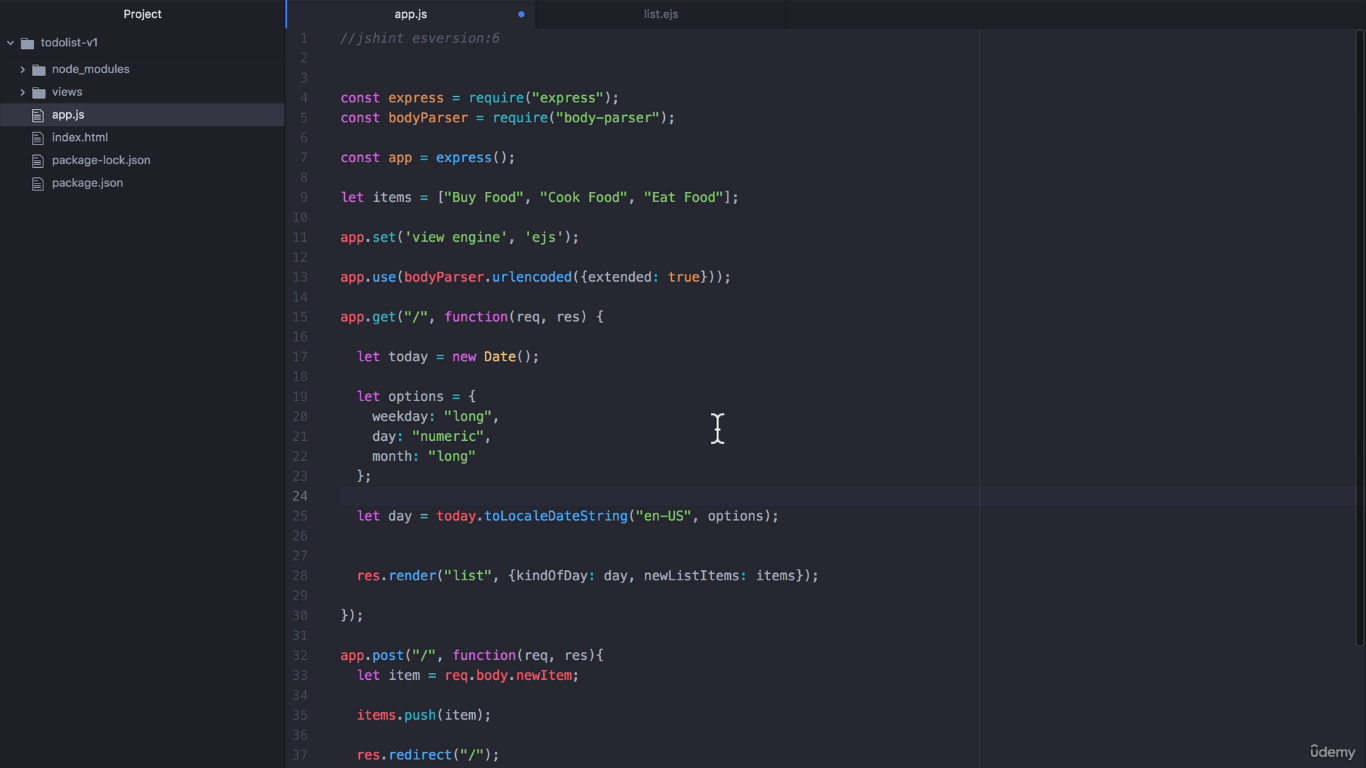 Project
app.js
list.ejs
todolist-v1
node_modules
views
app.js
index.html
package-lock.json
package.json
1 //jshint esversion:6
2
3
4 const express = require("express");
5 const bodyParser = require("body-parser");
6
7 const app = express();
8
9 let items = ["Buy Food", "Cook Food", "Eat Food"];
10
11 app.set('view engine', 'ejs');
12
13 app.use(bodyParser.urlencoded({extended: true}));
14
15 app.get("/", function(req, res) {
16
17   let today = new Date();
18
19   let options = {
20     weekday: "long",
21     day: "numeric",
22     month: "long"
23   };
24
25   let day = today.toLocaleDateString("en-US", options);
26
27
28   res.render("list", {kindOfDay: day, newListItems: items});
29
30 });
31
32 app.post("/", function(req, res){
33   let item = req.body.newItem;
34
35   items.push(item);
36
37   res.redirect("/");
ûdemy